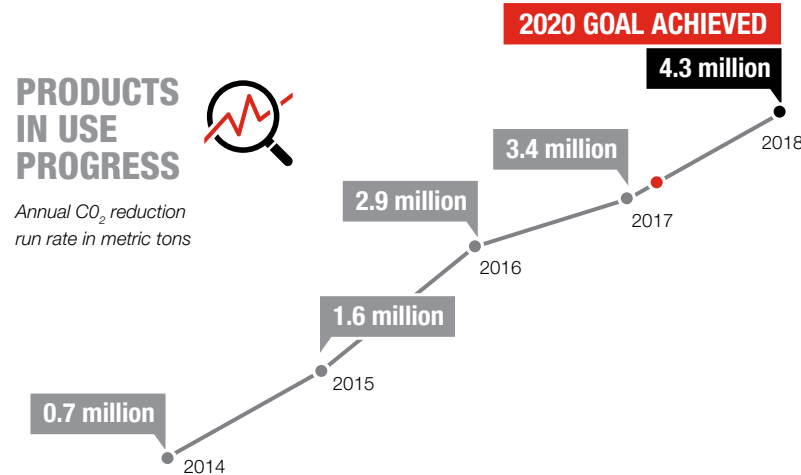 2020 GOAL ACHIEVED
4.3 million
PRODUCTS
IN USE
PROGRESS
Annual C0₂ reduction
run rate in metric tons
2018
3.4 million
2017
2.9 million
2016
1.6 million
2015
0.7 million
2014